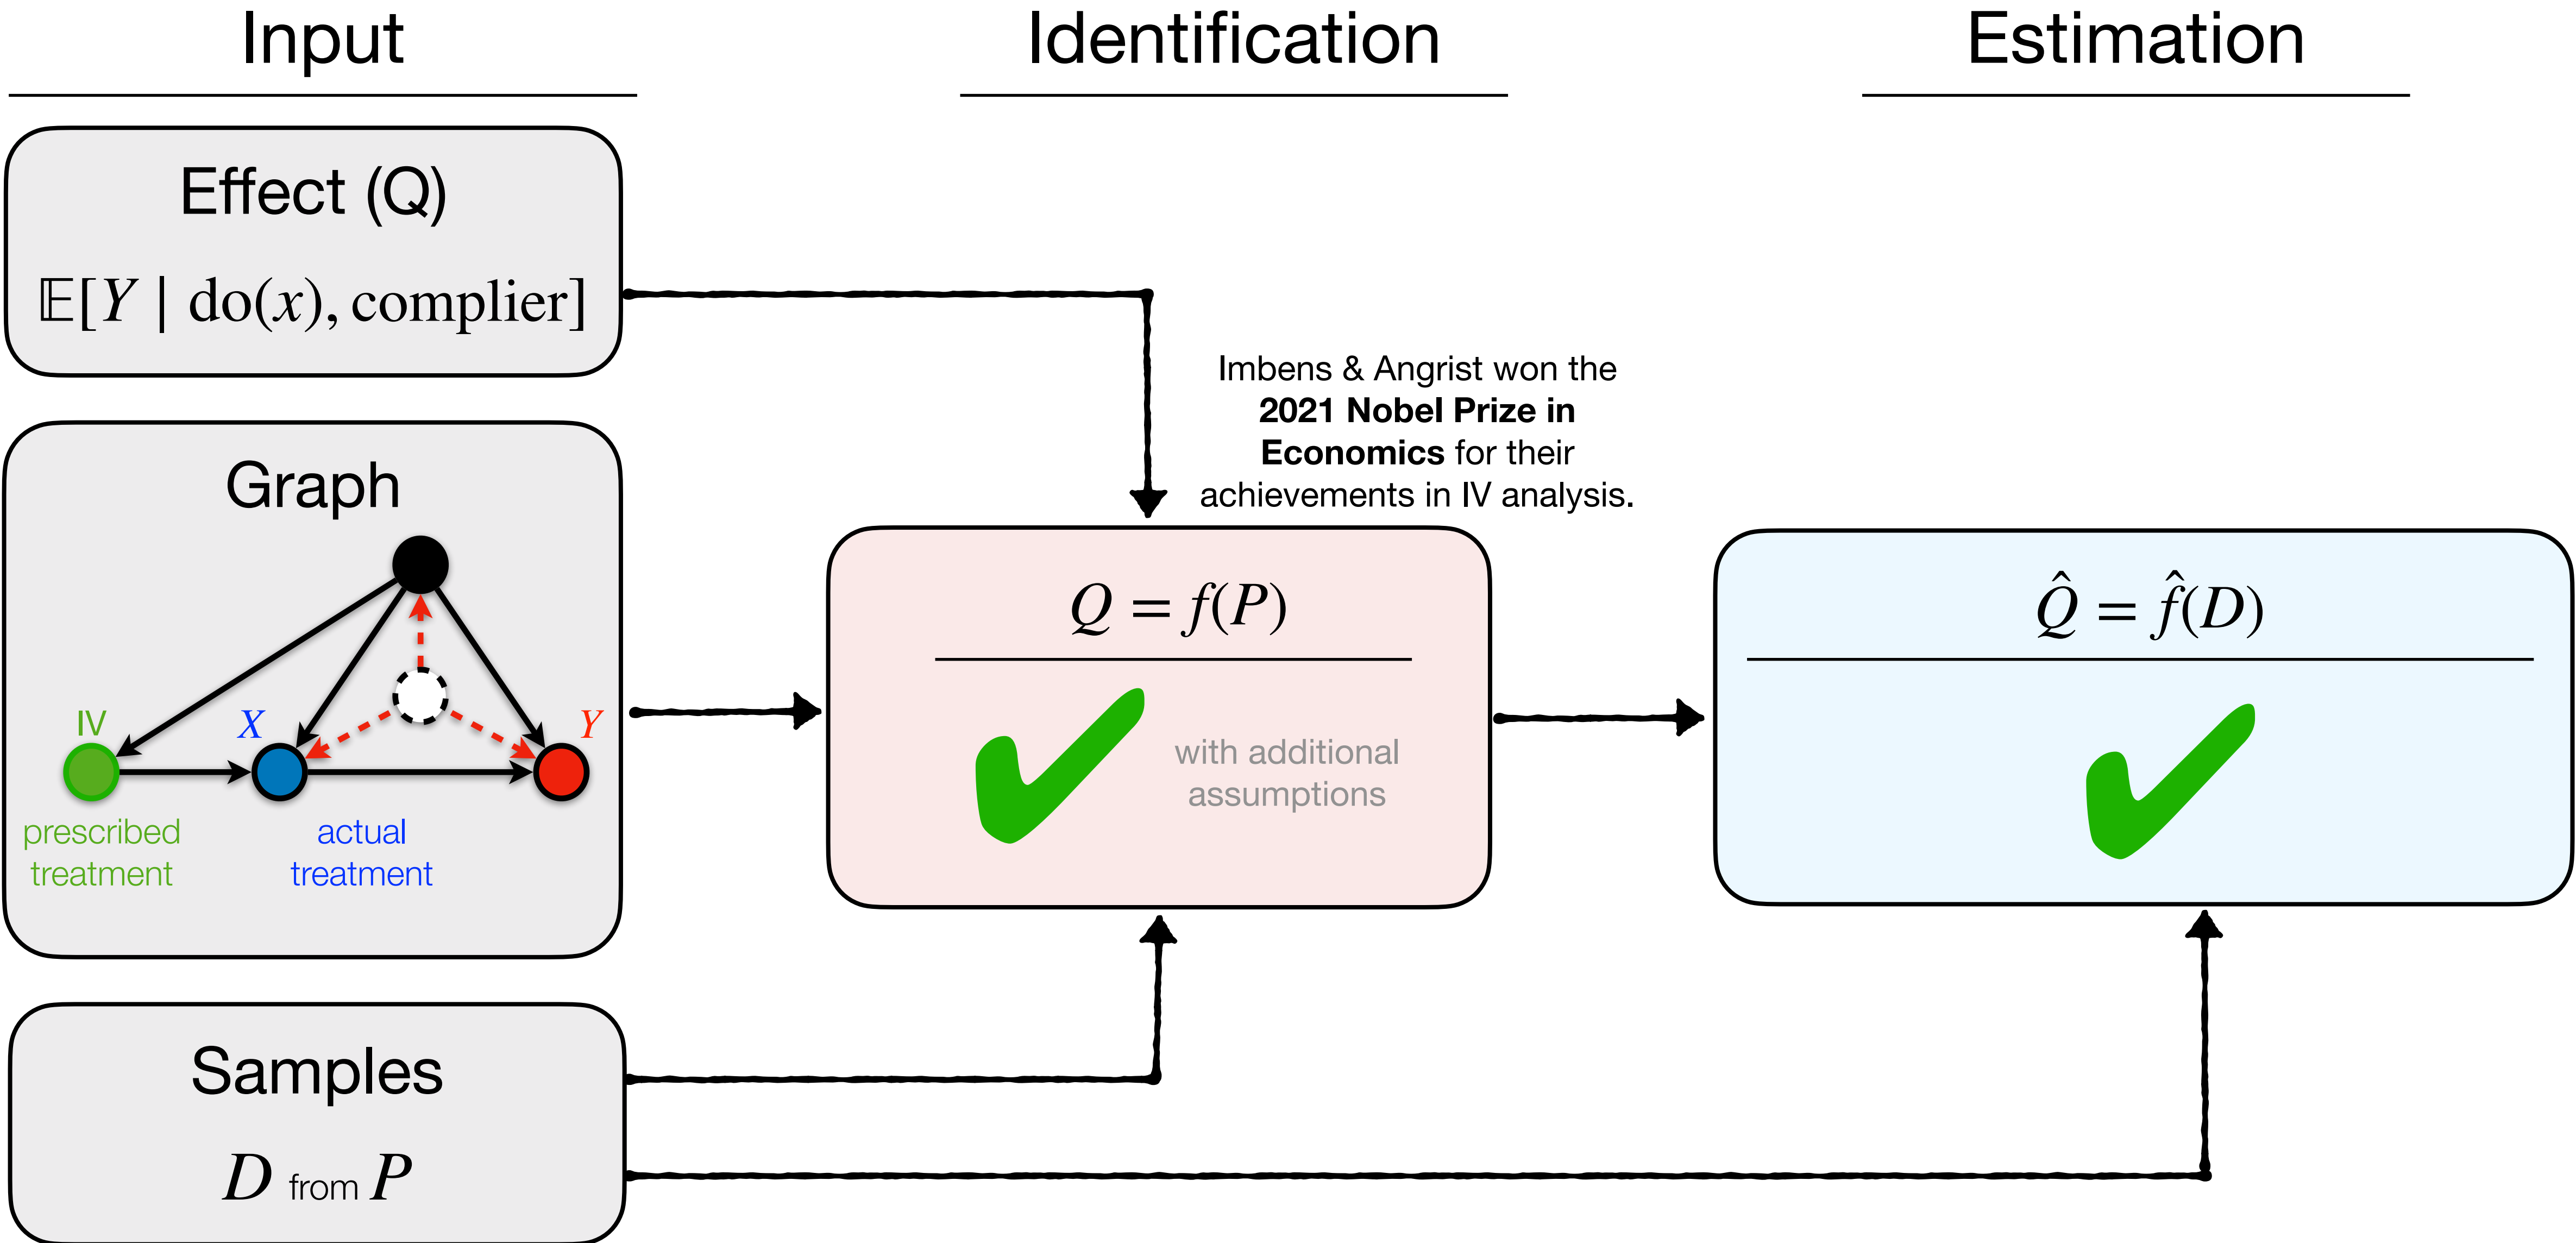 Input
Identification
Estimation
Effect (Q)
𝔼[Y | do(x), complier]
Imbens & Angrist won the
2021 Nobel Prize in
Economics for their
achievements in IV analysis.
Graph
IV
X
Y
prescribed
treatment
actual
treatment
Q = f(P)
with additional
assumptions
Q̂ = f̂(D)
Samples
D from P